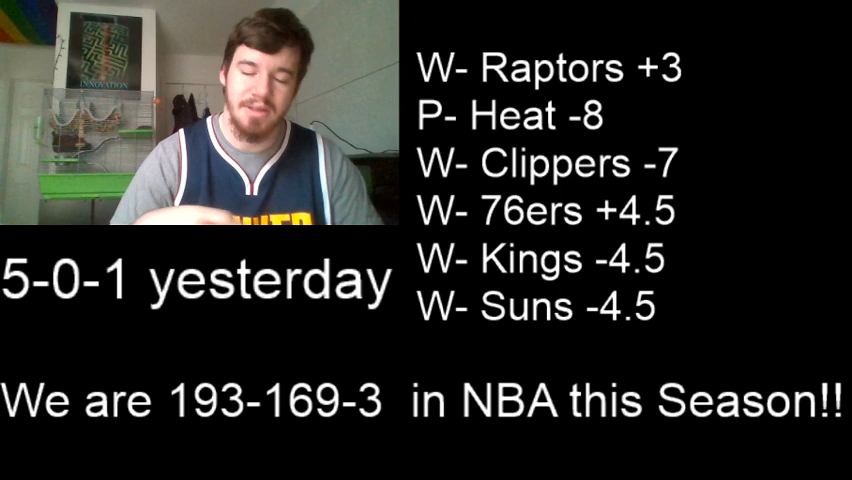 INNOVATION
W- Raptors +3
P- Heat -8
W- Clippers -7
W- 76ers +4.5
W- Kings -4.5
W- Suns -4.5
5-0-1 yesterday
We are 193-169-3 in NBA this Season!!